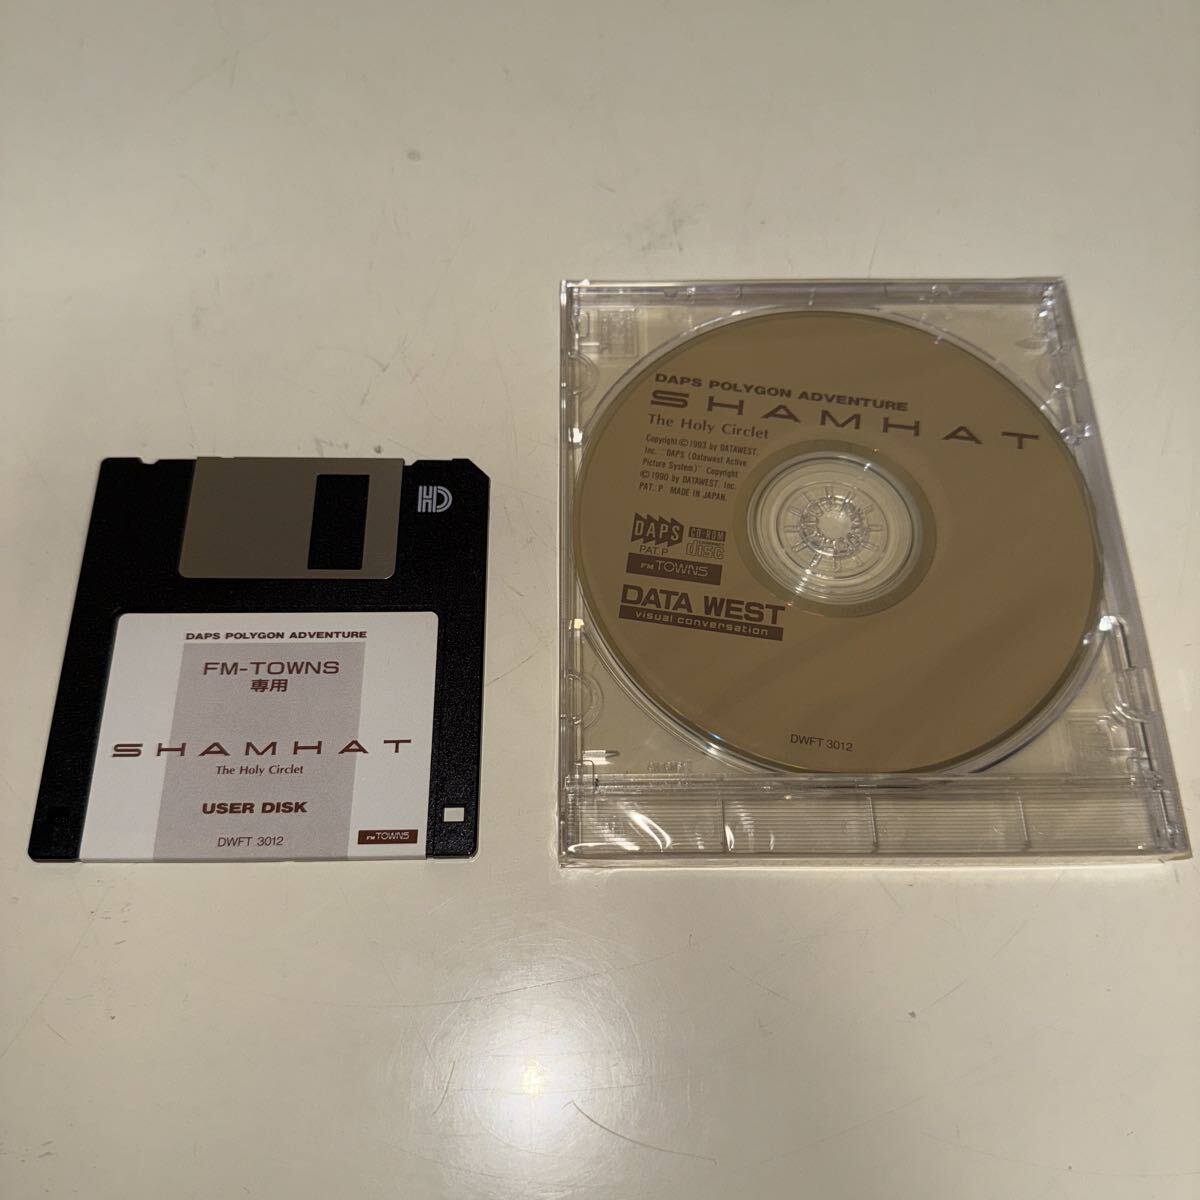 HD
DAPS POLYGON ADVENTURE
FM-TOWNS
専用
SHAMHAT
The Holy Circlet
USER DISK
DWFT 3012
FM TOWNS
DAPS POLYGON ADVENTURE
SHAMHAT
The Holy Circlet
Copyright ©1993 by DATAWEST,
Inc. "DAPS (Datawest Active
Picture System)" Copyright
©1990 by DATAWEST, Inc.
PAT. P MADE IN JAPAN.
DAPS
PAT. P
CD-ROM
COMPACT
disc
FM TOWNS
DATA WEST
visual conversation
DWFT 3012